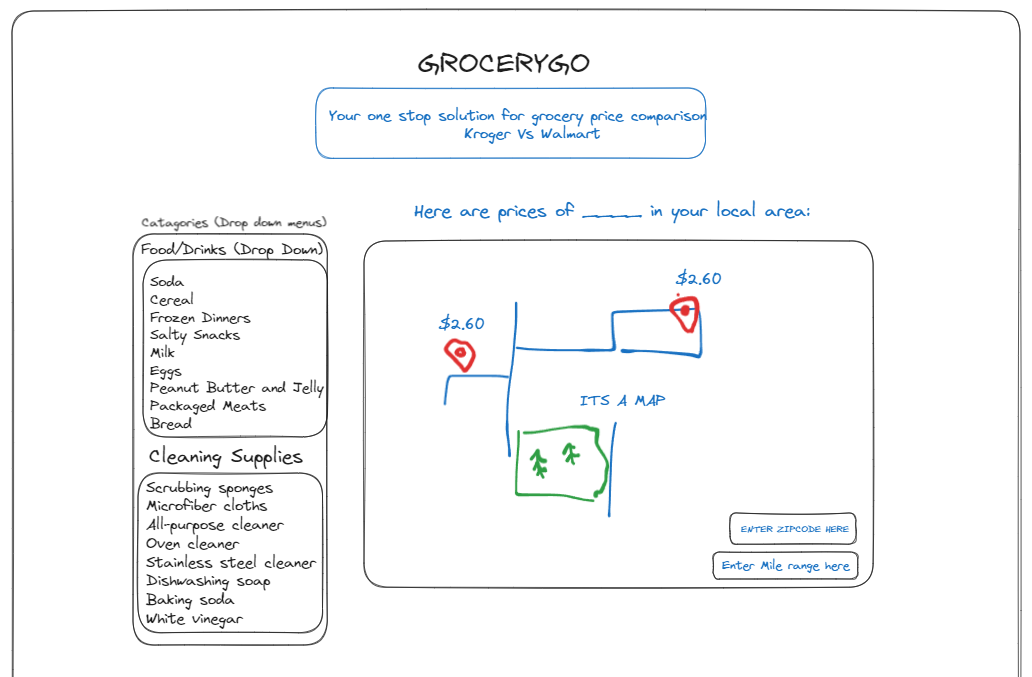 GROCERYGO
Your one stop solution for grocery price comparison
Kroger Vs Walmart
Here are prices of ______ in your local area:
Catagories (Drop down menus)
Food/Drinks (Drop Down)
Soda
Cereal
Frozen Dinners
Salty Snacks
Milk
Eggs
Peanut Butter and Jelly
Packaged Meats
Bread
Cleaning Supplies
Scrubbing sponges
Microfiber cloths
All-purpose cleaner
Oven cleaner
Stainless steel cleaner
Dishwashing soap
Baking soda
White vinegar
$2.60
$2.60
ITS A MAP
ENTER ZIPCODE HERE
Enter Mile range here